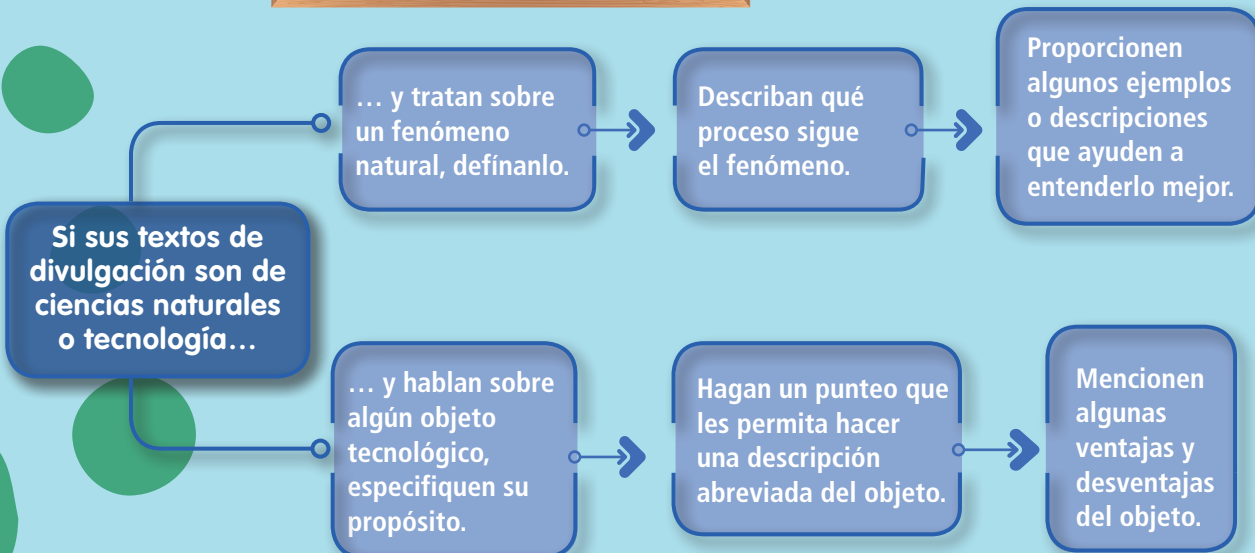 Si sus textos de
divulgación son de
ciencias naturales
o tecnología…
… y tratan sobre
un fenómeno
natural, defínanlo.
Describan qué
proceso sigue
el fenómeno.
Proporcionen
algunos ejemplos
o descripciones
que ayuden a
entenderlo mejor.
… y hablan sobre
algún objeto
tecnológico,
especifiquen su
propósito.
Hagan un punteo que
les permita hacer
una descripción
abreviada del objeto.
Mencionen
algunas
ventajas y
desventajas
del objeto.